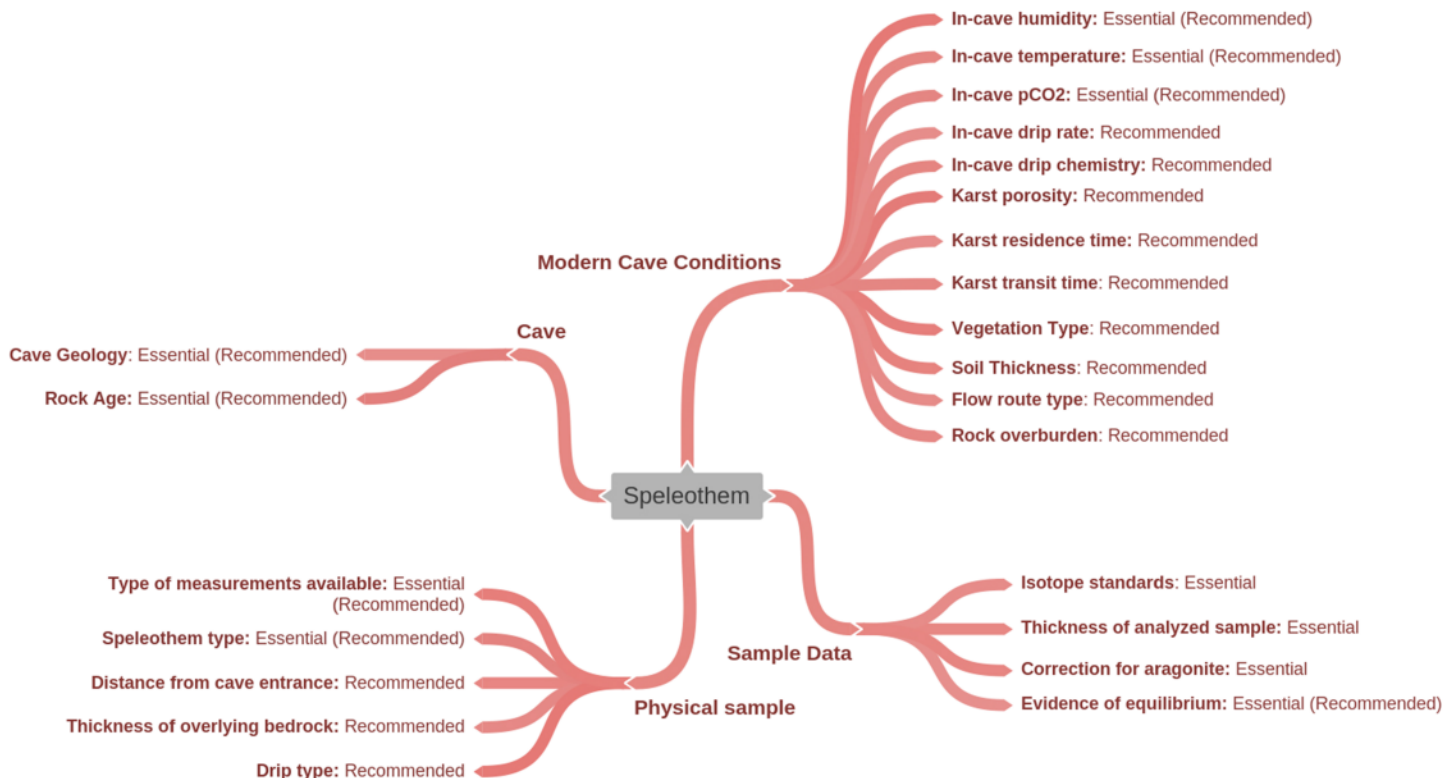 In-cave humidity: Essential (Recommended)
In-cave temperature: Essential (Recommended)
In-cave pCO2: Essential (Recommended)
In-cave drip rate: Recommended
In-cave drip chemistry: Recommended
Karst porosity: Recommended
Karst residence time: Recommended
Karst transit time: Recommended
Vegetation Type: Recommended
Soil Thickness: Recommended
Flow route type: Recommended
Rock overburden: Recommended
Modern Cave Conditions
Cave
Cave Geology: Essential (Recommended)
Rock Age: Essential (Recommended)
Speleothem
Type of measurements available: Essential
(Recommended)
Speleothem type: Essential (Recommended)
Distance from cave entrance: Recommended
Thickness of overlying bedrock: Recommended
Drip type: Recommended
Physical sample
Sample Data
Isotope standards: Essential
Thickness of analyzed sample: Essential
Correction for aragonite: Essential
Evidence of equilibrium: Essential (Recommended)